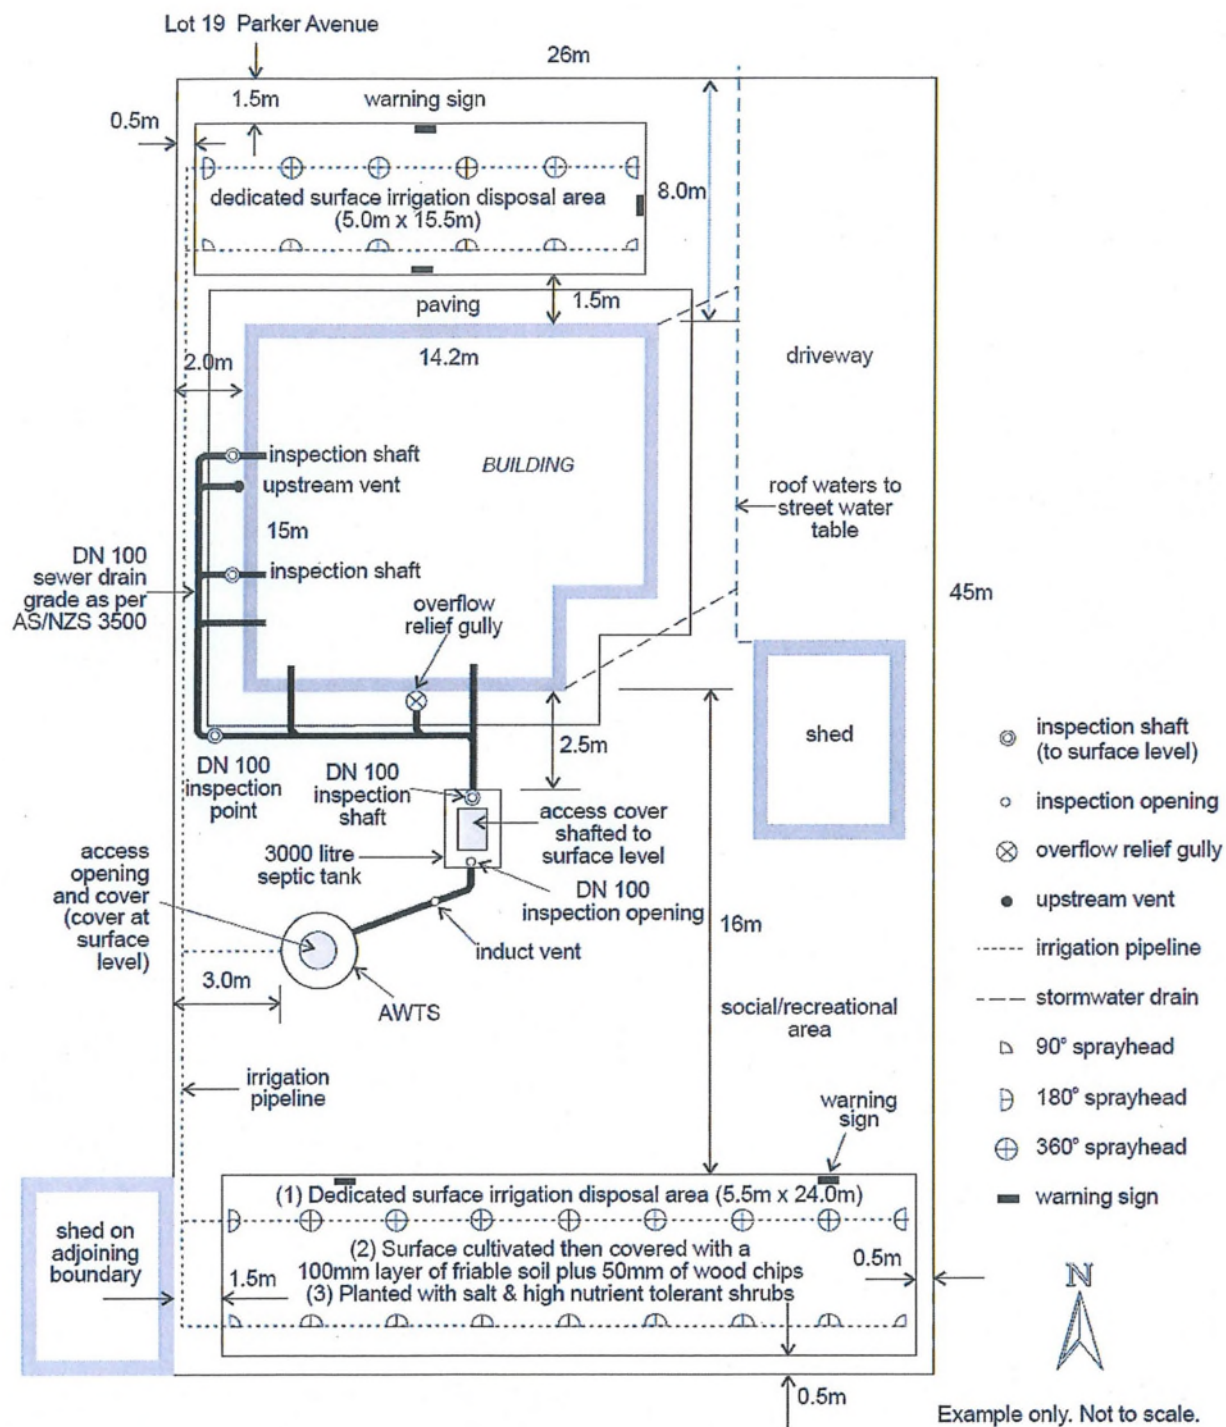 Lot 19 Parker Avenue
26m
1.5m
warning sign
0.5m
8.0m
dedicated surface irrigation disposal area
(5.0m x 15.5m)
paving
1.5m
14.2m
2.0m
driveway
inspection shaft
BUILDING
upstream vent
roof waters to
street water
table
15m
DN 100
sewer drain
grade as per
AS/NZS 3500
inspection shaft
overflow
relief gully
45m
shed
2.5m
DN 100
inspection
point
DN 100
inspection
shaft
access cover
shafted to
surface level
3000 litre
septic tank
access
opening
and cover
(cover at
surface
level)
DN 100
inspection opening
induct vent
16m
3.0m
AWTS
social/recreational
area
irrigation
pipeline
warning
sign
inspection shaft
(to surface level)
inspection opening
overflow relief gully
upstream vent
irrigation pipeline
stormwater drain
90° sprayhead
180° sprayhead
360° sprayhead
warning sign
shed on
adjoining
boundary
(1) Dedicated surface irrigation disposal area (5.5m x 24.0m)
(2) Surface cultivated then covered with a
100mm layer of friable soil plus 50mm of wood chips
(3) Planted with salt & high nutrient tolerant shrubs
1.5m
0.5m
0.5m
N
Example only. Not to scale.